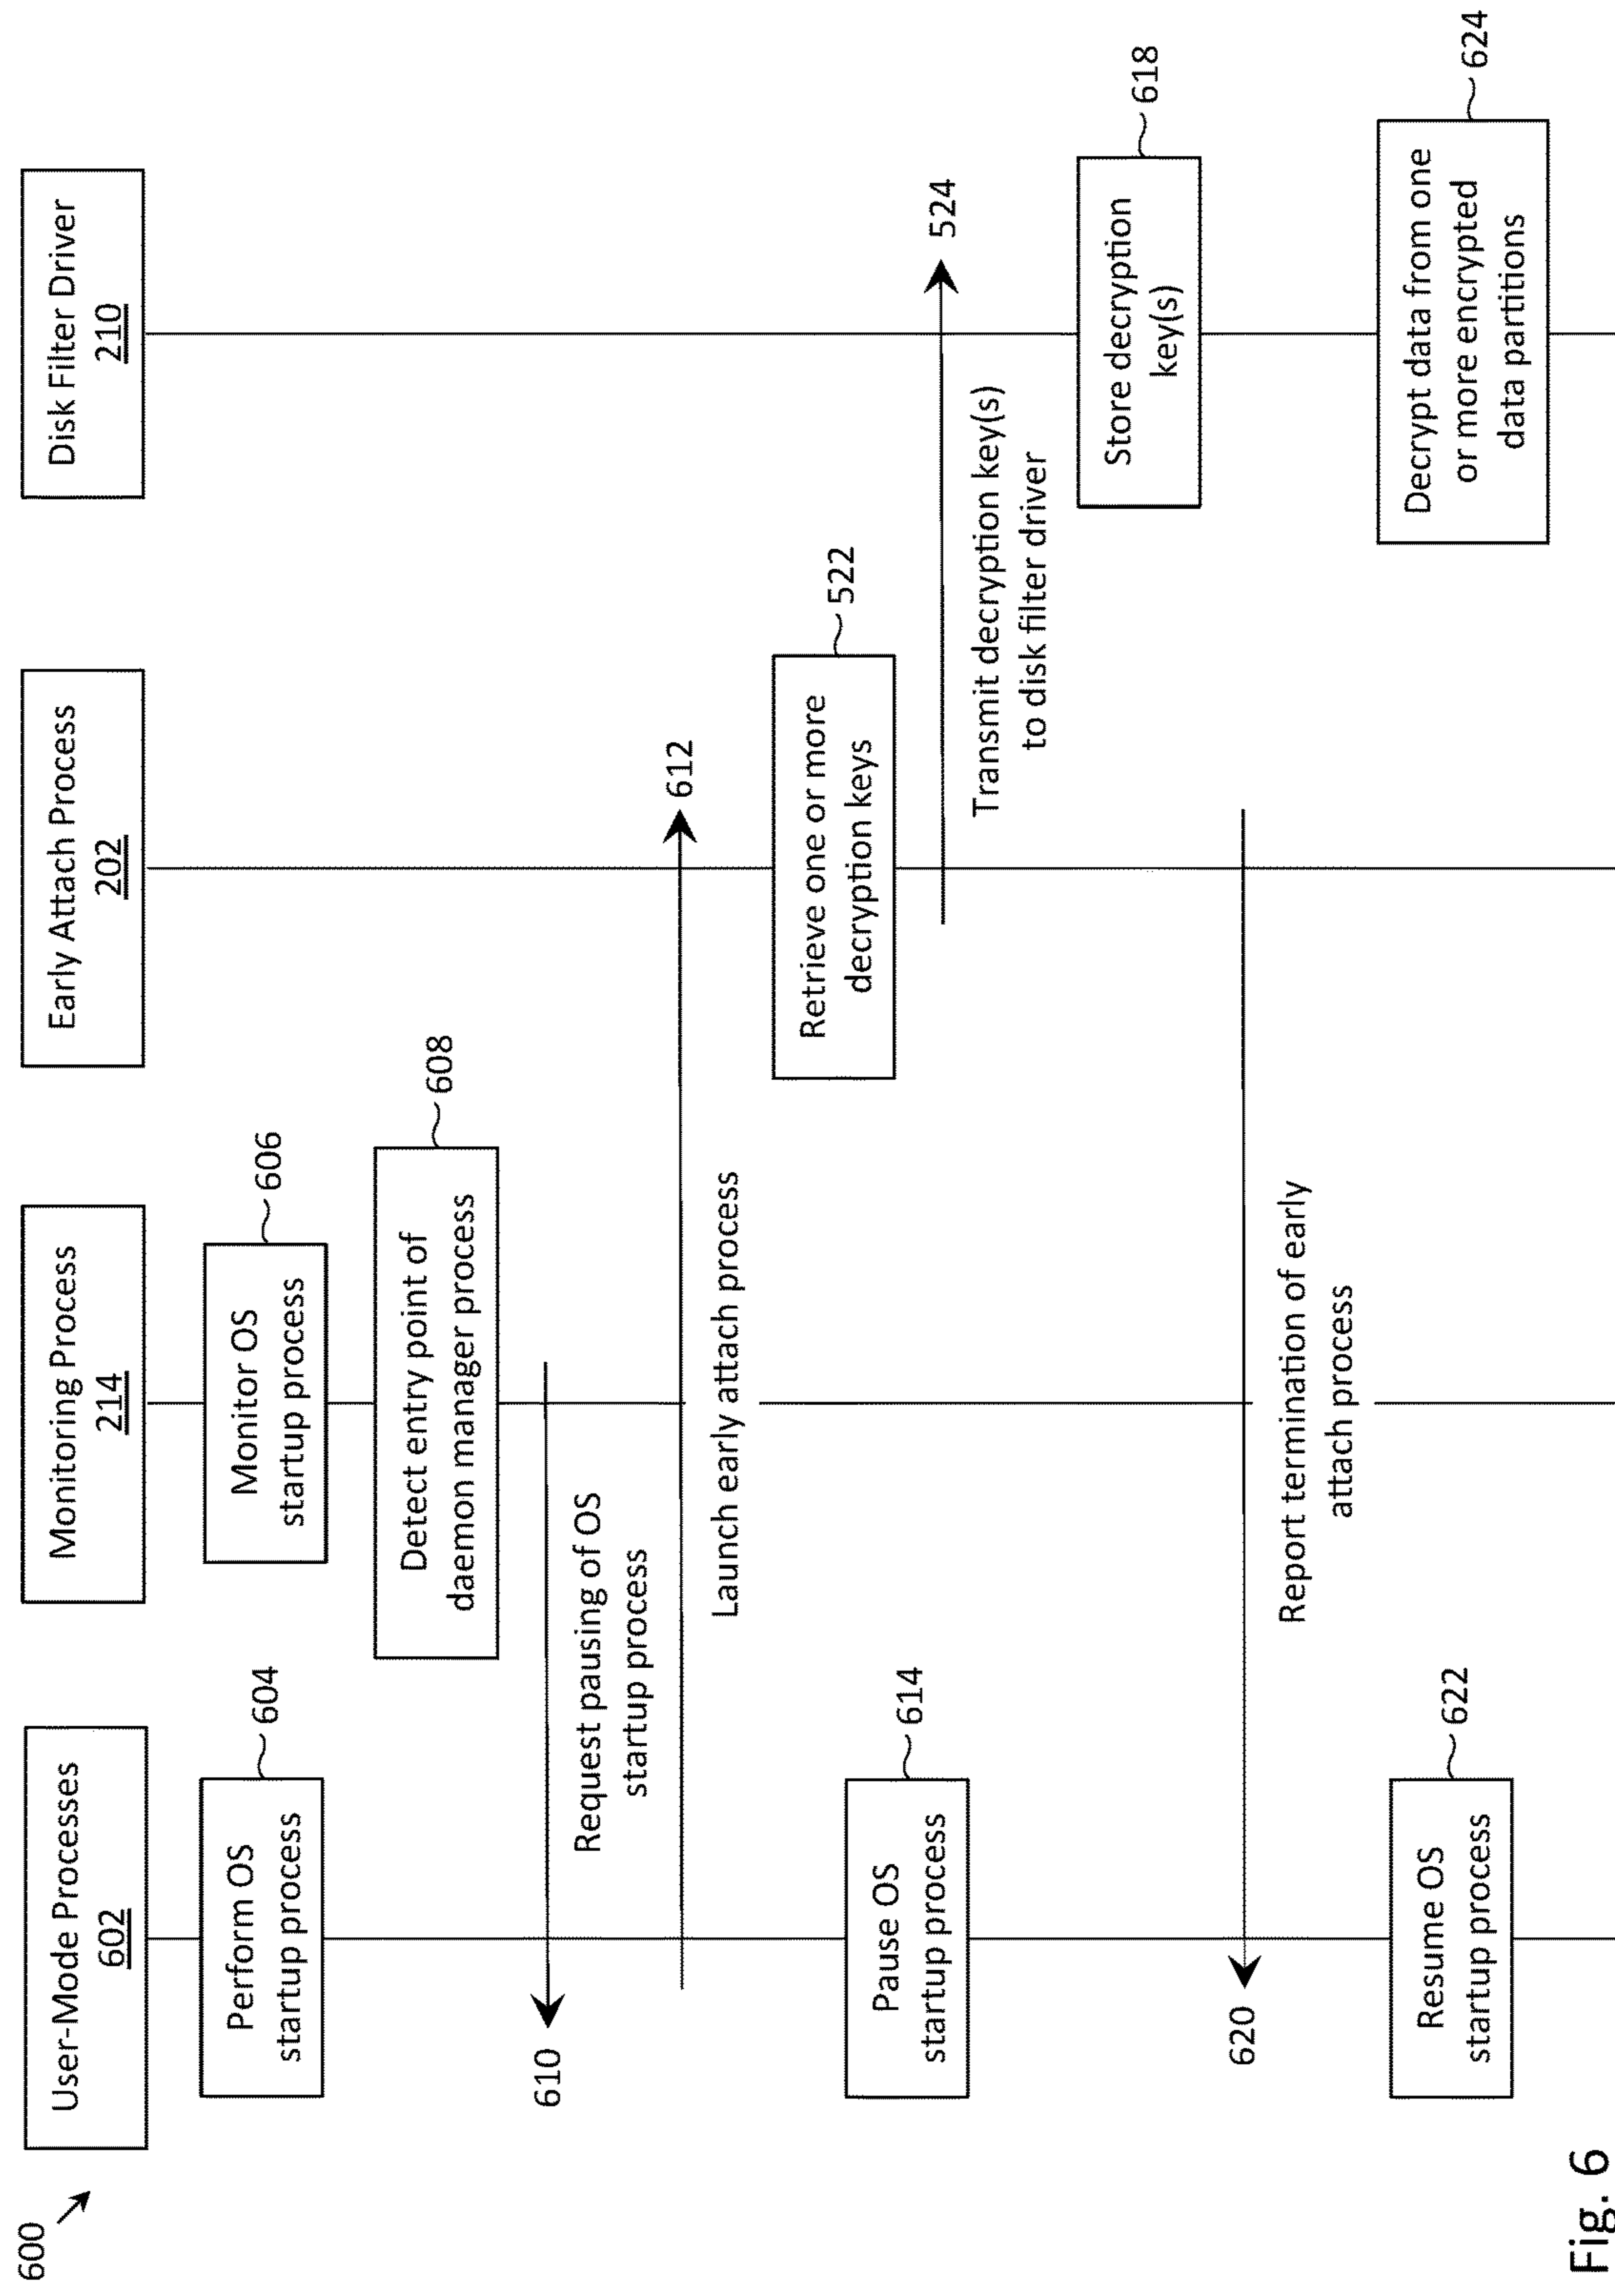 600
User-Mode Processes
602
Monitoring Process
214
Early Attach Process
202
Disk Filter Driver
210
Perform OS
startup process
604
Monitor OS
startup process
606
Detect entry point of
daemon manager process
608
610
Request pausing of OS
startup process
612
Launch early attach process
Retrieve one or more
decryption keys
522
Pause OS
startup process
614
524
Transmit decryption key(s)
to disk filter driver
Store decryption
key(s)
618
620
Report termination of early
attach process
Resume OS
startup process
622
Decrypt data from one
or more encrypted
data partitions
624
Fig. 6